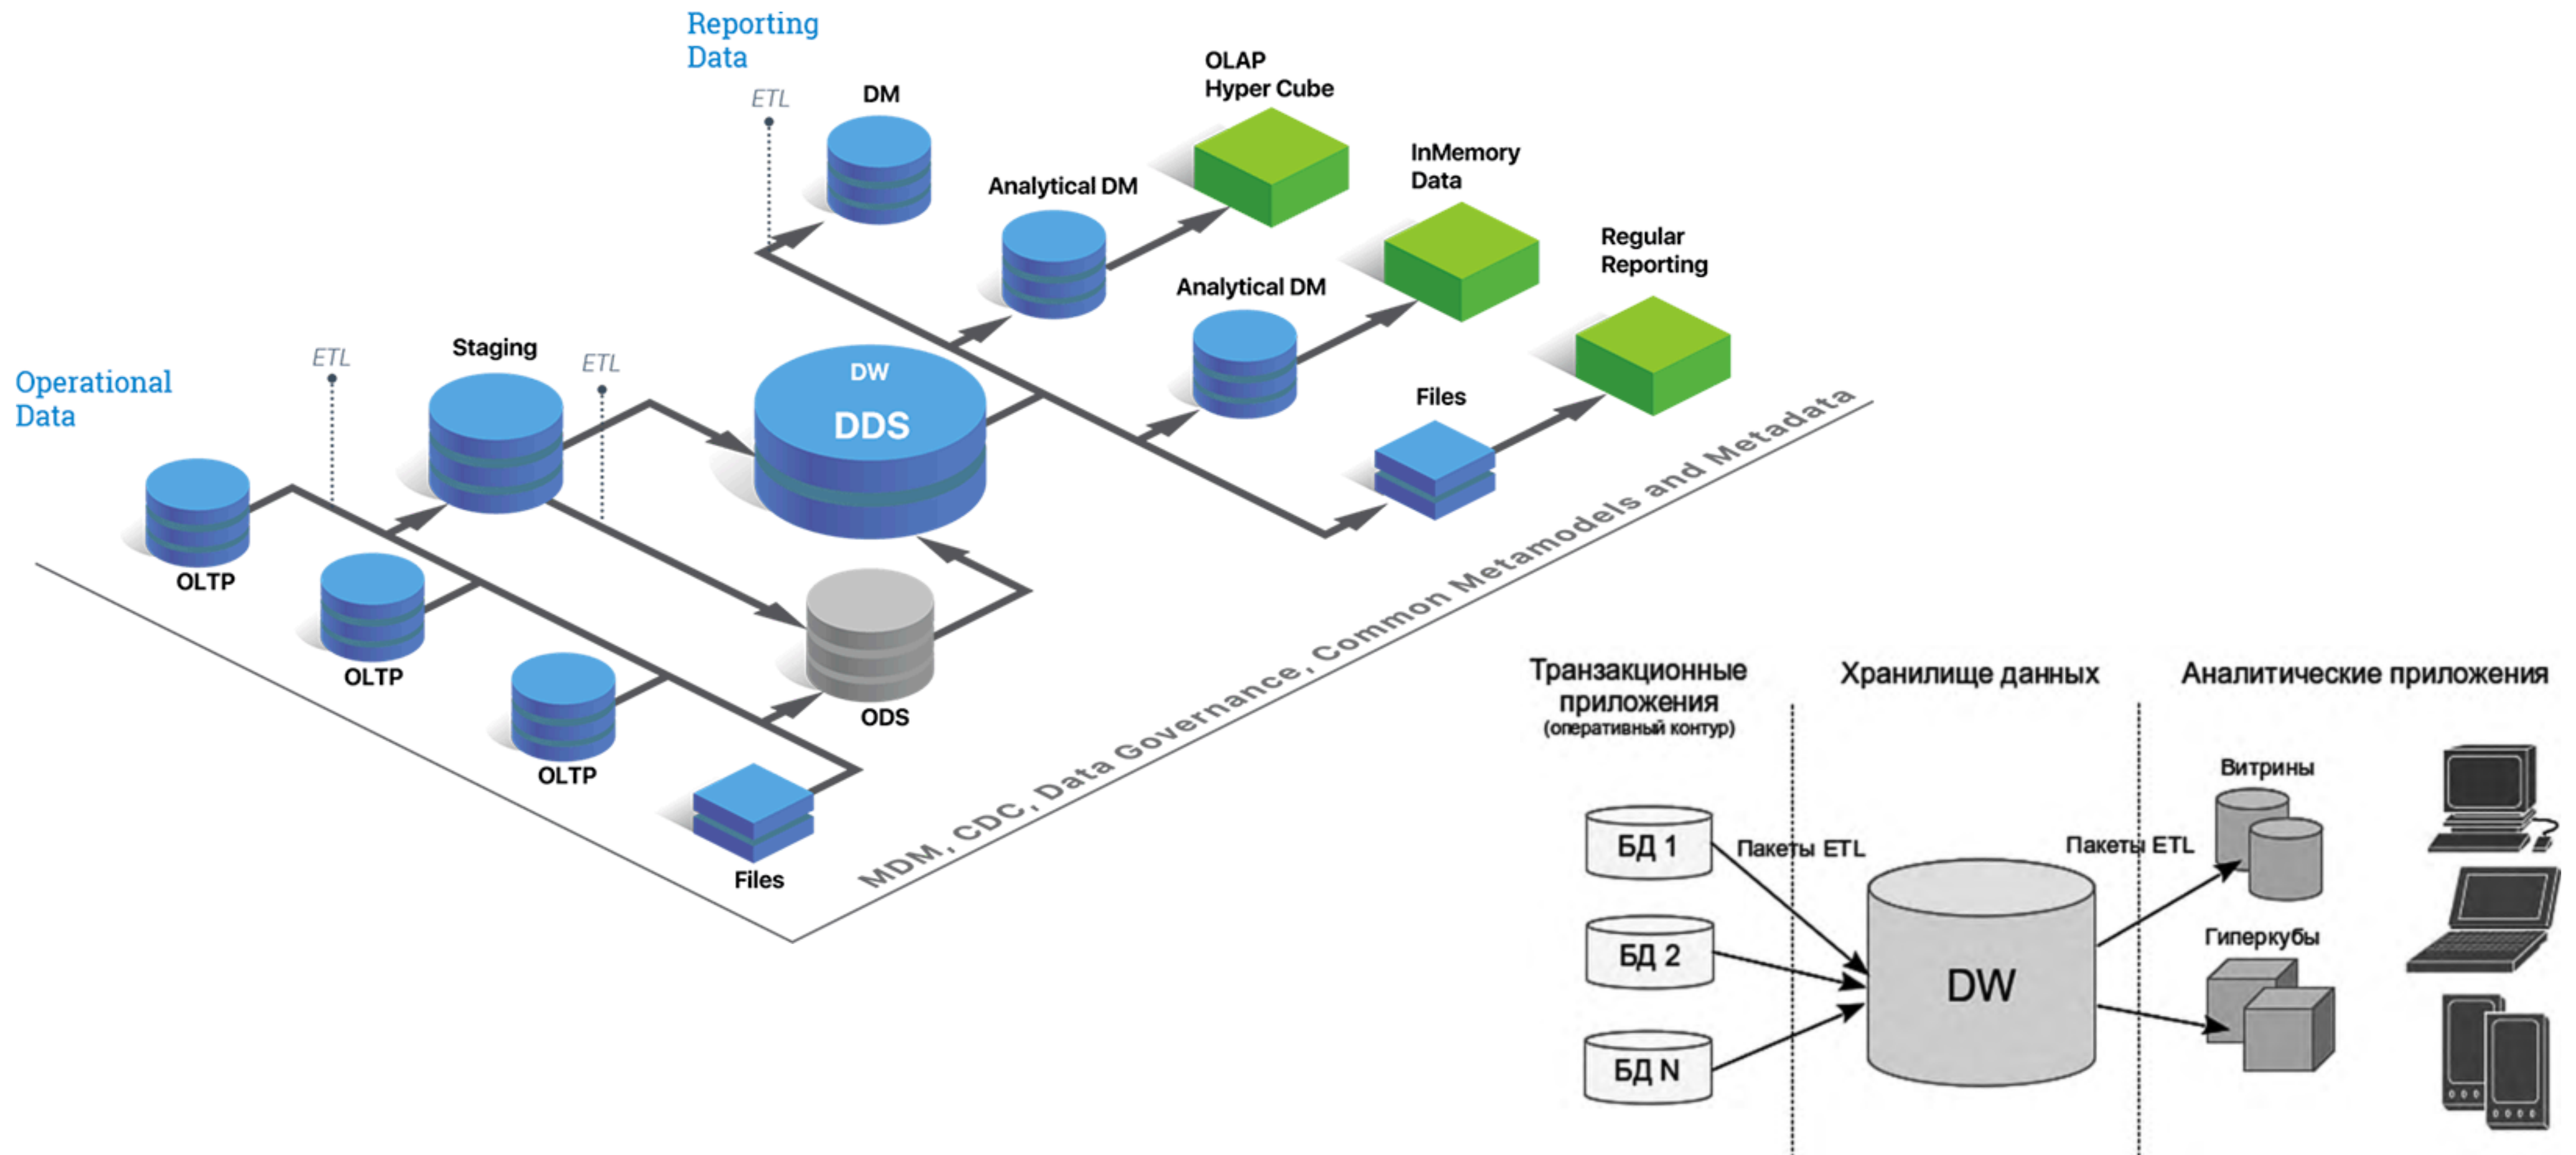 Reporting
Data
ETL
DM
OLAP
Hyper Cube
Analytical DM
InMemory
Data
Analytical DM
Regular
Reporting
Files
Operational
Data
ETL
Staging
ETL
DW
DDS
OLTP
OLTP
OLTP
ODS
Files
MDM, CDC, Data Governance, Common Metamodels and Metadata
Транзакционные
приложения
(оперативный контур)
Хранилище данных
Аналитические приложения
БД 1
БД 2
БД N
Пакеты ETL
DW
Пакеты ETL
Витрины
Гиперкубы